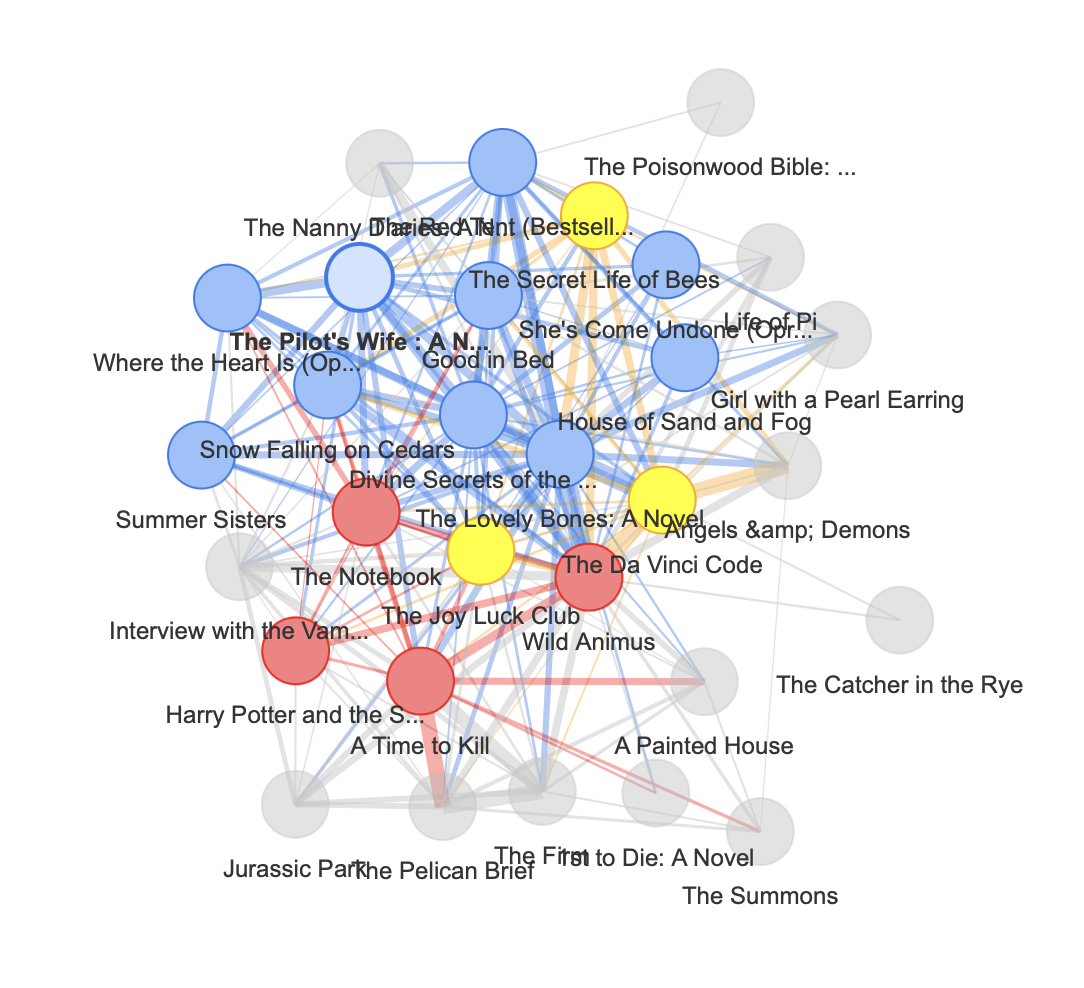 The Poisonwood Bible: ...
The Nanny Diaries: A N...
The Red Tent (Bestsell...
The Secret Life of Bees
Life of Pi
She's Come Undone (Opr...
The Pilot's Wife : A N...
Good in Bed
Where the Heart Is (Op...
Girl with a Pearl Earring
House of Sand and Fog
Snow Falling on Cedars
Divine Secrets of the ...
Summer Sisters
The Lovely Bones: A Novel
Angels &amp; Demons
The Da Vinci Code
The Notebook
The Joy Luck Club
Interview with the Vam...
Wild Animus
The Catcher in the Rye
Harry Potter and the S...
A Time to Kill
A Painted House
The Firm
1st to Die: A Novel
Jurassic Park
The Pelican Brief
The Summons